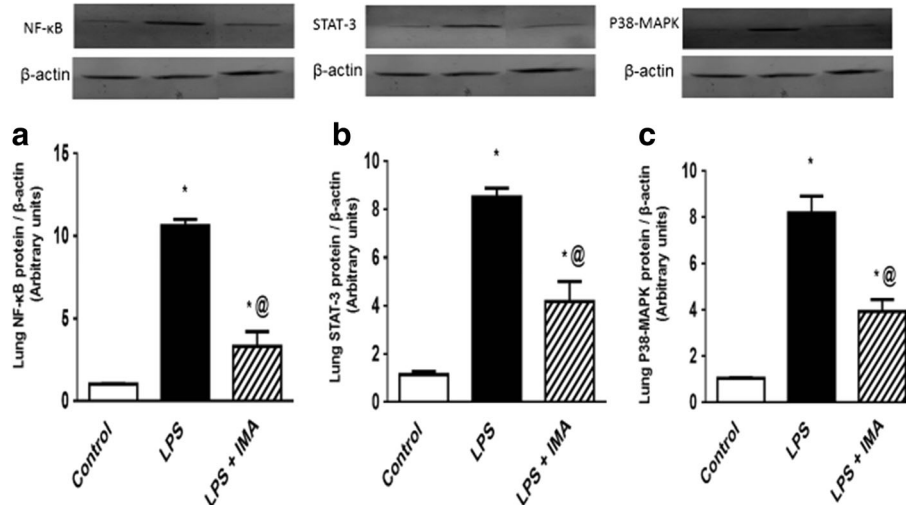 NF-κB
β-actin
STAT-3
β-actin
P38-MAPK
β-actin
a
Lung NF-κB protein / β-actin
(Arbitrary units)
15
10
5
0
*
* @
Control
LPS
LPS + IMA
b
Lung STAT-3 protein / β-actin
(Arbitrary units)
10
8
6
4
2
0
*
* @
Control
LPS
LPS + IMA
c
Lung P38-MAPK protein / β-actin
(Arbitrary units)
10
8
6
4
2
0
*
* @
Control
LPS
LPS + IMA